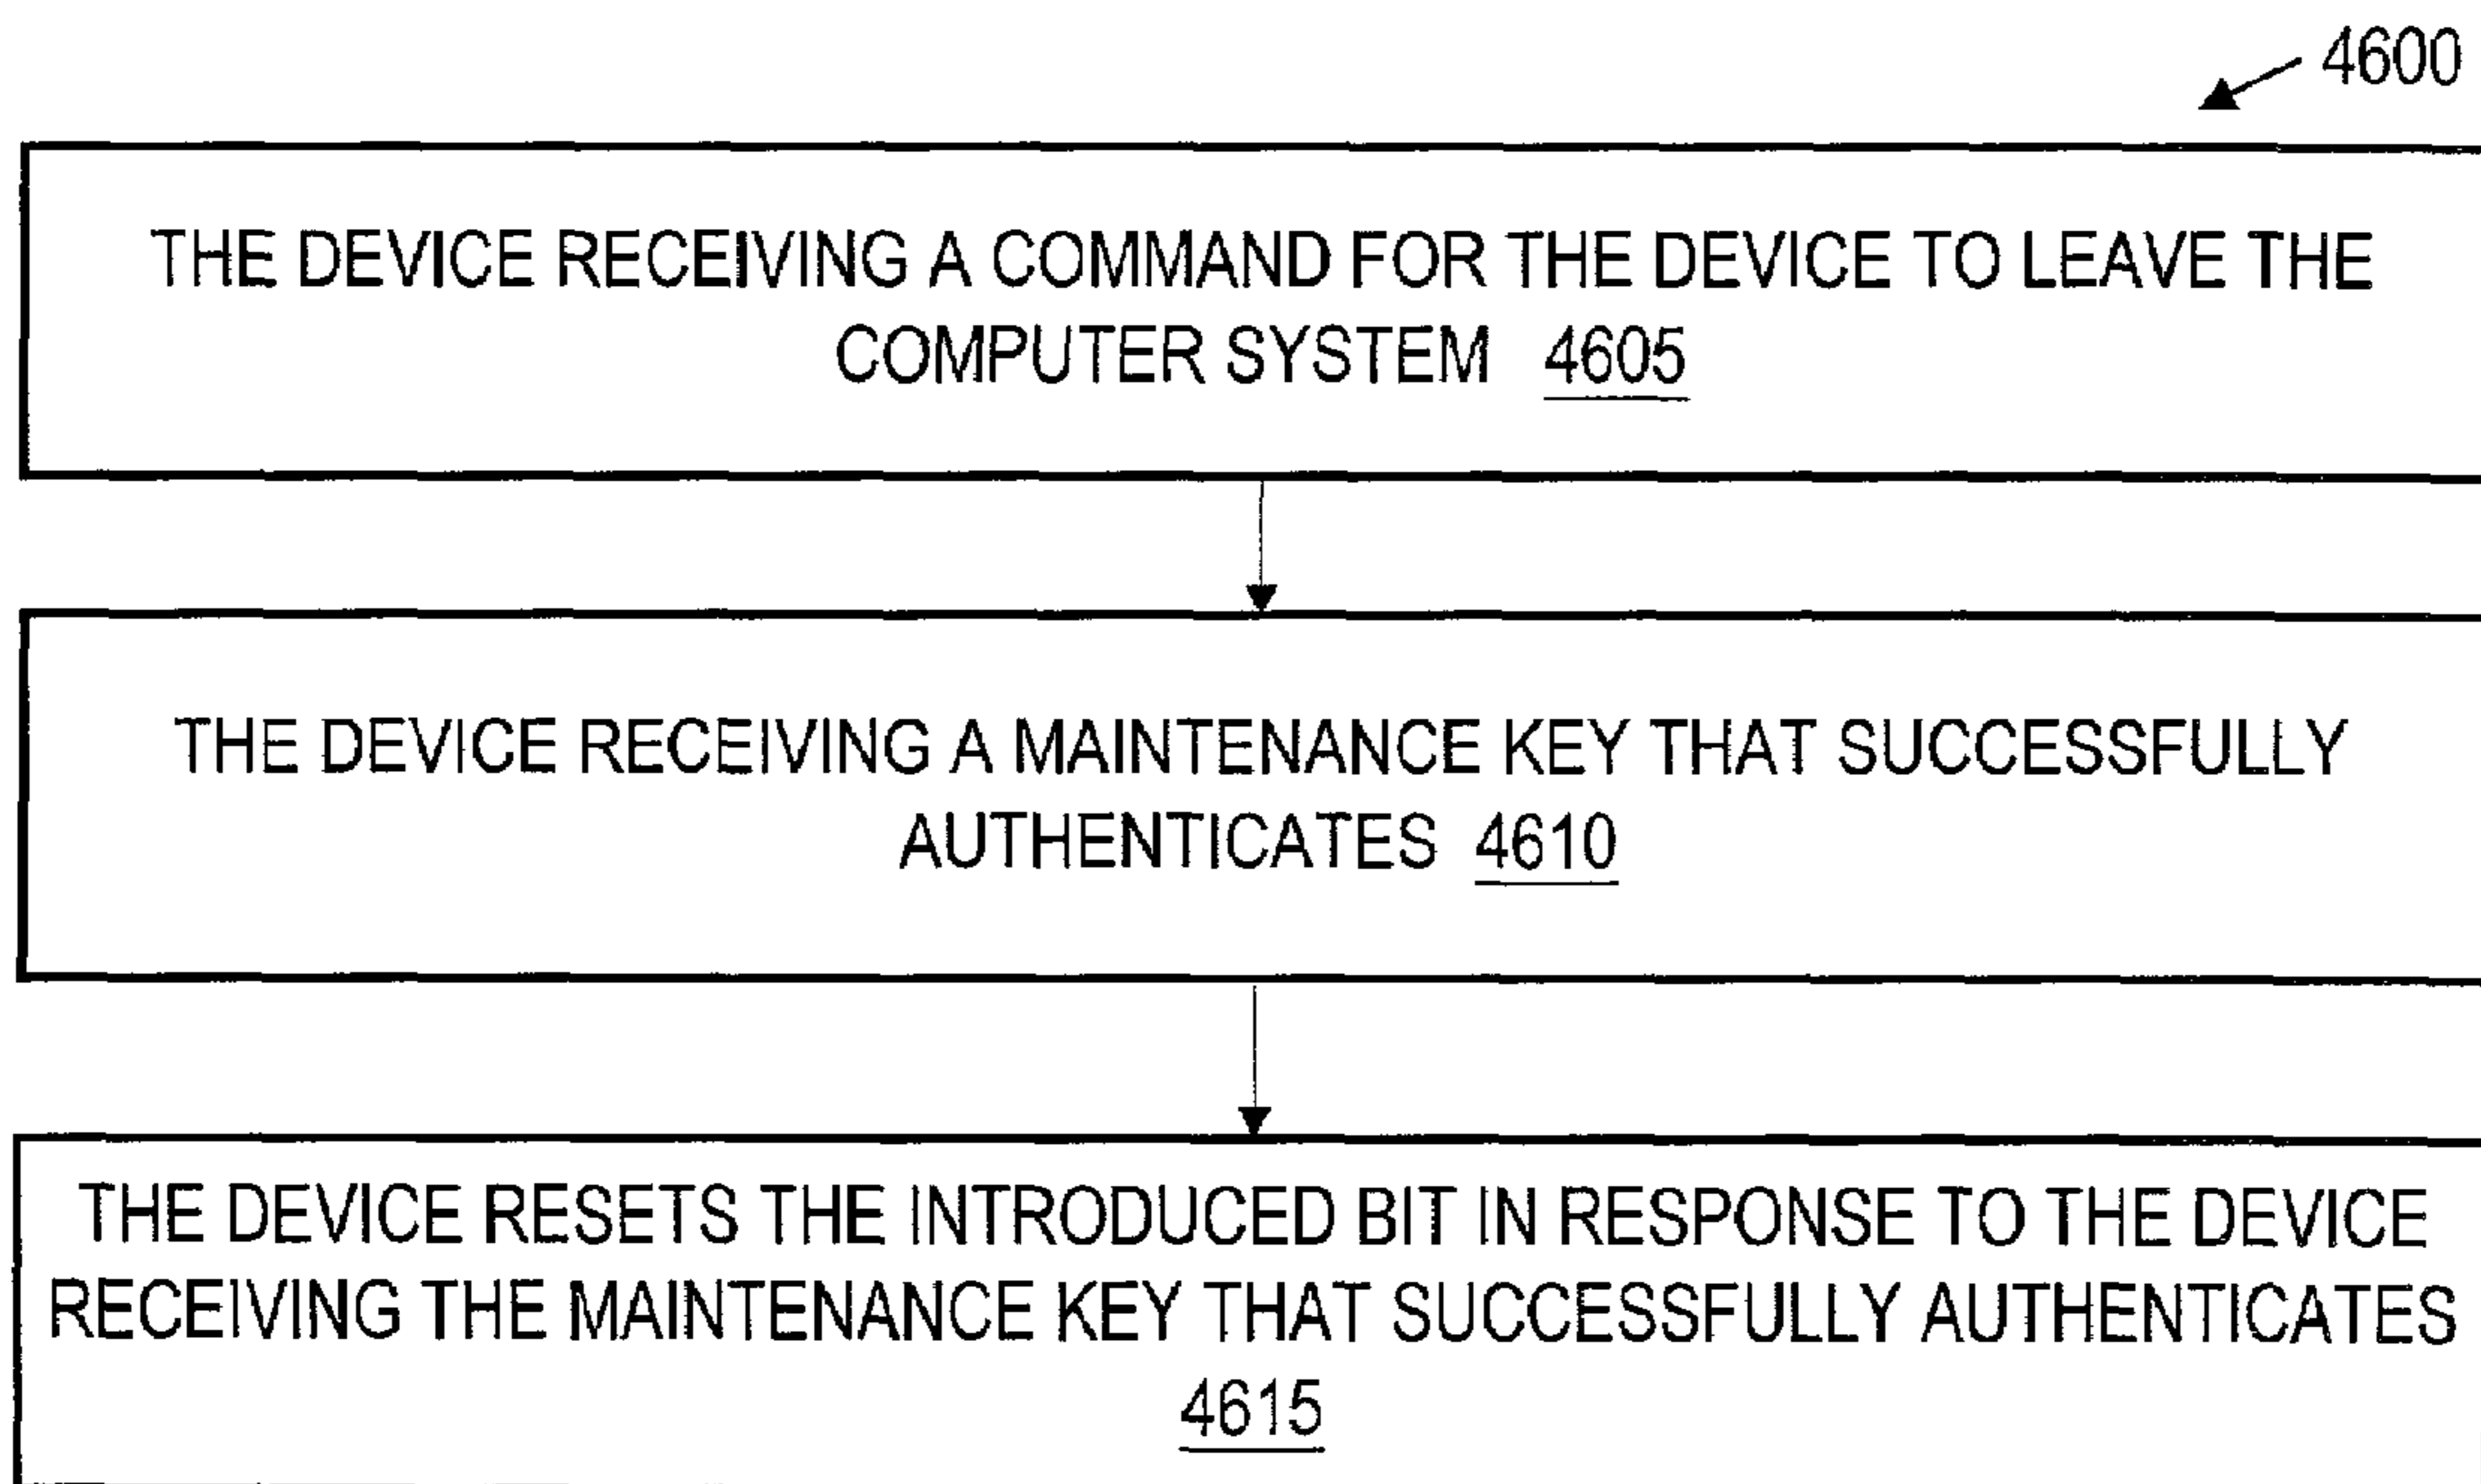 4600
THE DEVICE RECEIVING A COMMAND FOR THE DEVICE TO LEAVE THE
COMPUTER SYSTEM 4605
THE DEVICE RECEIVING A MAINTENANCE KEY THAT SUCCESSFULLY
AUTHENTICATES 4610
THE DEVICE RESETS THE INTRODUCED BIT IN RESPONSE TO THE DEVICE
RECEIVING THE MAINTENANCE KEY THAT SUCCESSFULLY AUTHENTICATES
4615